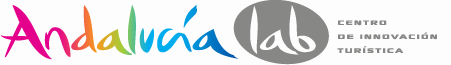 Andalucía lab
CENTRO
DE INNOVACIÓN
TURÍSTICA